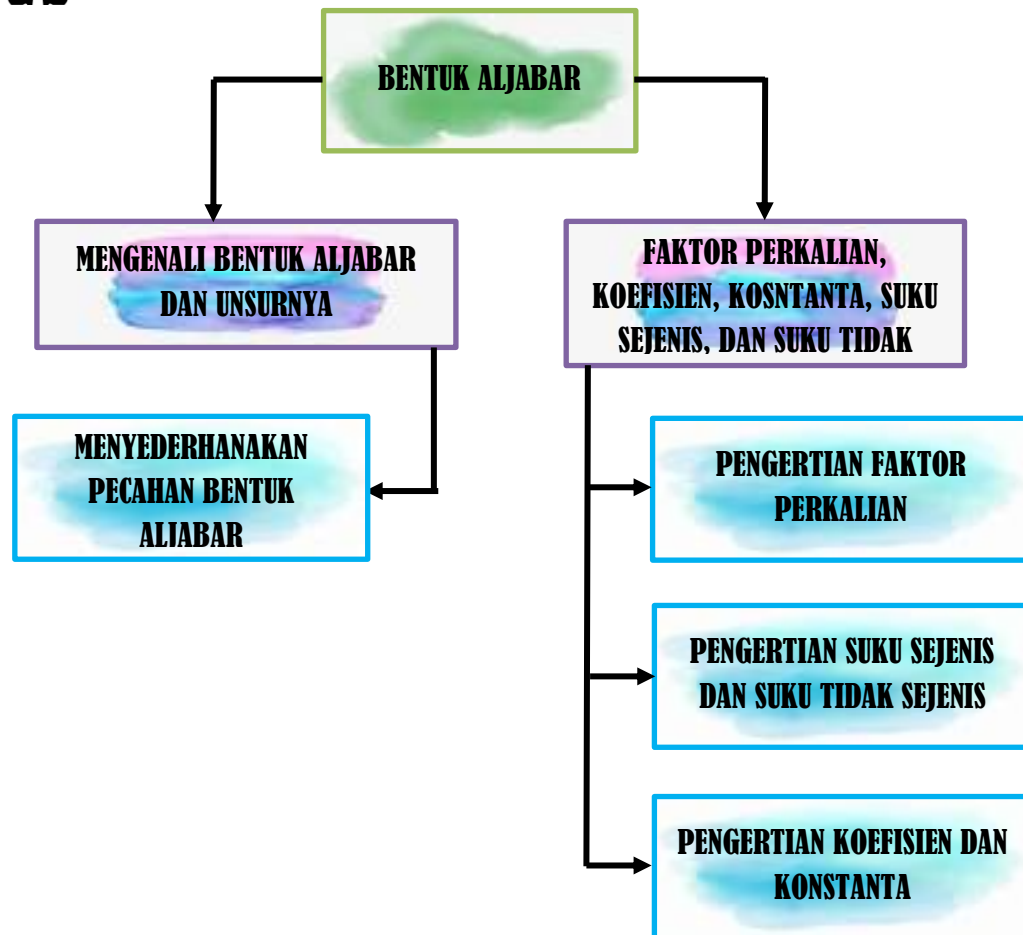 BENTUK ALJABAR
MENGENALI BENTUK ALJABAR
DAN UNSURNYA
FAKTOR PERKALIAN,
KOEFISIEN, KOSNTANTA, SUKU
SEJENIS, DAN SUKU TIDAK
MENYEDERHANAKAN
PECAHAN BENTUK
ALJABAR
PENGERTIAN FAKTOR
PERKALIAN
PENGERTIAN SUKU SEJENIS
DAN SUKU TIDAK SEJENIS
PENGERTIAN KOEFISIEN DAN
KONSTANTA